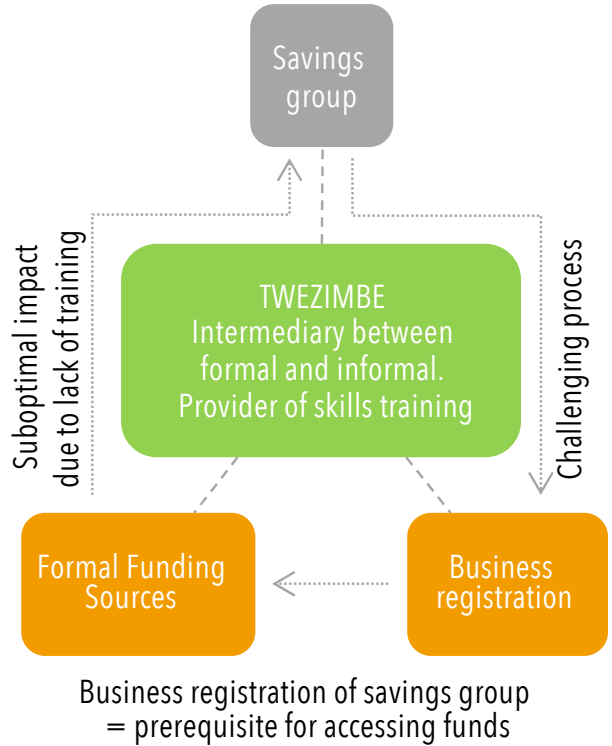 Savings
group
Suboptimal impact
due to lack of training
TWEZIMBE
Intermediary between
formal and informal.
Provider of skills training
Challenging process
Formal Funding
Sources
Business
registration
Business registration of savings group
= prerequisite for accessing funds